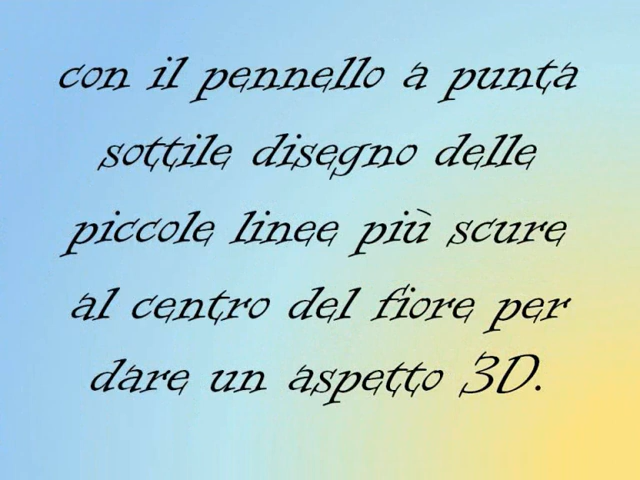 con il pennello a punta
sottile disegno delle
piccole linee più scure
al centro del fiore per
dare un aspetto 3D.